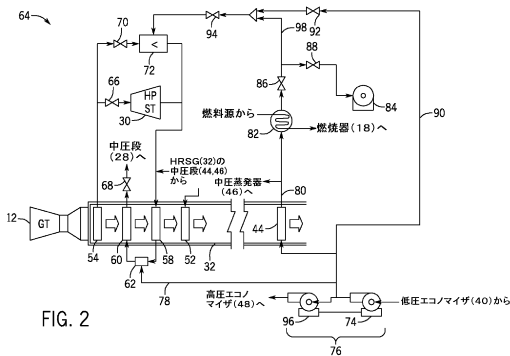 64
70
<
72
94
98
92
88
86
84
66
HP
ST
30
燃料源から
82
燃焼器(18)へ
90
中圧段
(28)へ
HRSG(32)の
中圧段(44,46)
から
68
中圧蒸発器
(46)へ
80
12
GT
44
54
60
58
52
32
62
78
高圧エコノ
マイザ(48)へ
低圧エコノマイザ(40)から
96
74
76
FIG. 2